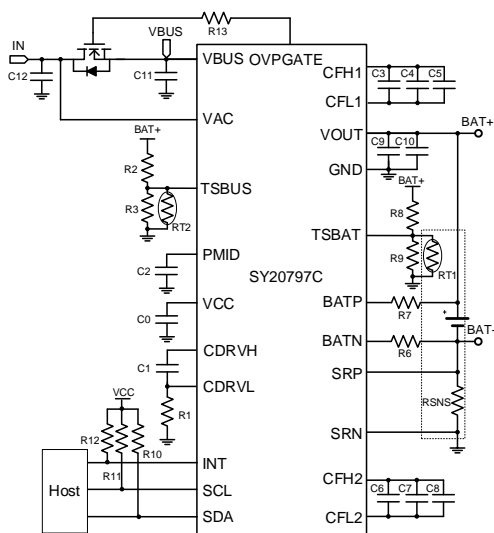 R13
IN
VBUS
VBUS
OVPGATE
C12
C11
CFH1
C3
C4
C5
CFL1
VAC
BAT+
VOUT
BAT+
C9
C10
R2
GND
TSBUS
BAT+
R3
RT2
R8
TSBAT
R9
RT1
PMID
C2
SY20797C
VCC
C0
BATP
R7
+
CDRVH
BATN
R6
BAT-
C1
CDRVL
SRP
VCC
R1
RSNS
R12
R10
SRN
INT
R11
Host
SCL
CFH2
C6
C7
C8
SDA
CFL2